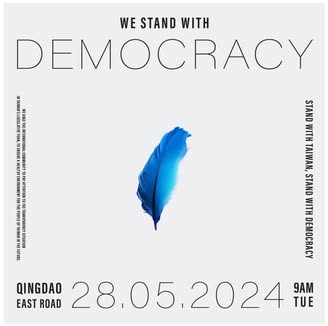 WE STAND WITH
DEMOCRACY
STAND WITH TAIWAN, STAND WITH DEMOCRACY
QINGDAO
EAST ROAD
28.05.2024
9AM
TUE